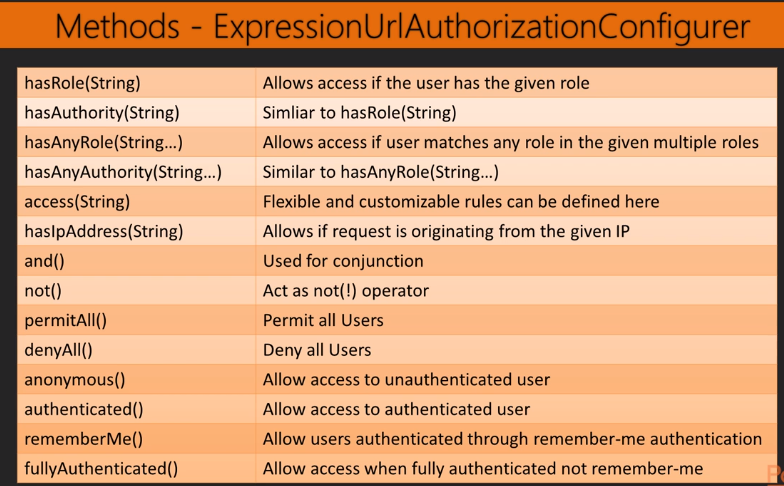 Methods - ExpressionUrlAuthorizationConfigurer
hasRole(String) Allows access if the user has the given role
hasAuthority(String) Simliar to hasRole(String)
hasAnyRole(String...) Allows access if user matches any role in the given multiple roles
hasAnyAuthority(String...) Similar to hasAnyRole(String...)
access(String) Flexible and customizable rules can be defined here
hasIpAddress(String) Allows if request is originating from the given IP
and() Used for conjunction
not() Act as not(!) operator
permitAll() Permit all Users
denyAll() Deny all Users
anonymous() Allow access to unauthenticated user
authenticated() Allow access to authenticated user
rememberMe() Allow users authenticated through remember-me authentication
fullyAuthenticated() Allow access when fully authenticated not remember-me